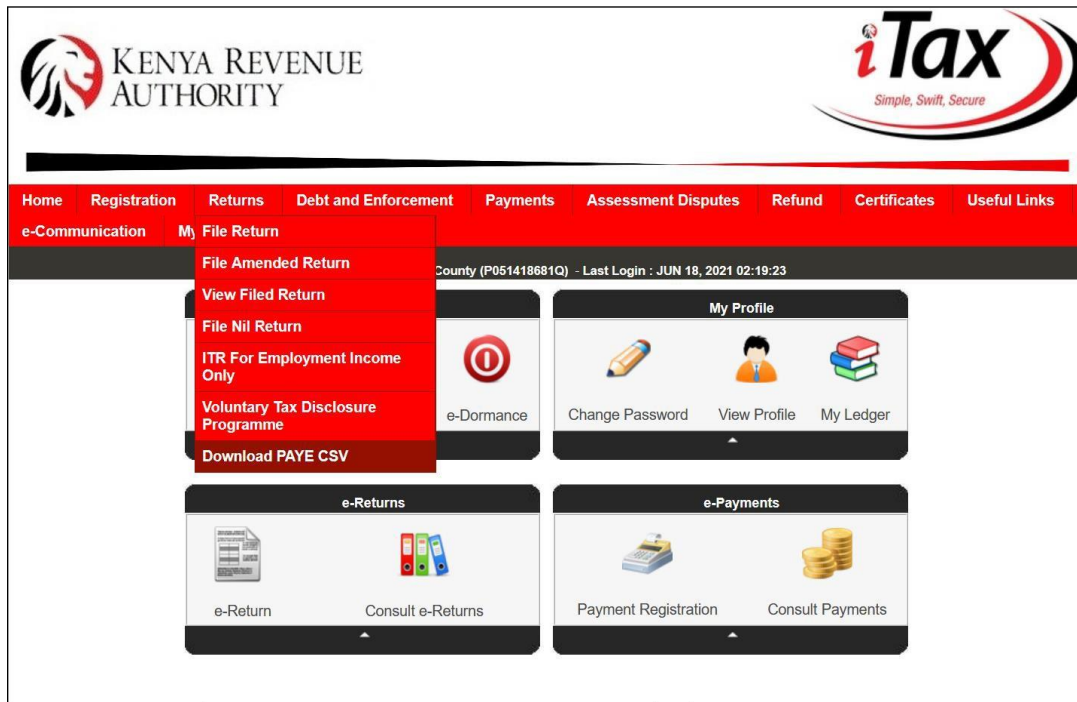 KENYA REVENUE
AUTHORITY
iTax
Simple, Swift, Secure
Home Registration Returns Debt and Enforcement Payments Assessment Disputes Refund Certificates Useful Links
e-Communication My
File Return
File Amended Return
County (P051418681Q) - Last Login : JUN 18, 2021 02:19:23
View Filed Return
File Nil Return
ITR For Employment Income
Only
Voluntary Tax Disclosure
Programme
Download PAYE CSV
e-Dormance
My Profile
Change Password View Profile My Ledger
e-Returns
e-Return Consult e-Returns
e-Payments
Payment Registration Consult Payments